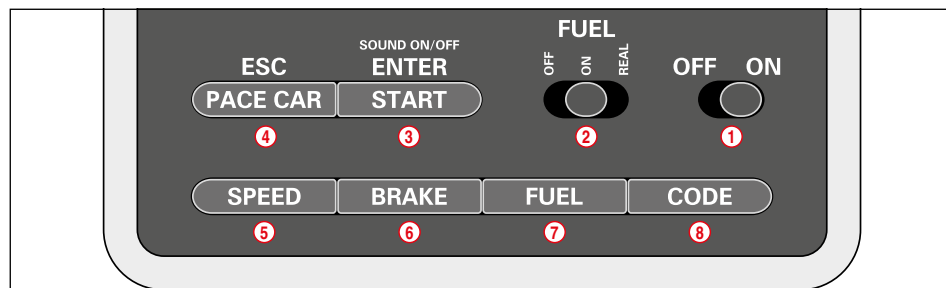 FUEL
SOUND ON/OFF
ESC ENTER OFF ON REAL OFF ON
PACE CAR START
4 3 2 1
SPEED BRAKE FUEL CODE
5 6 7 8